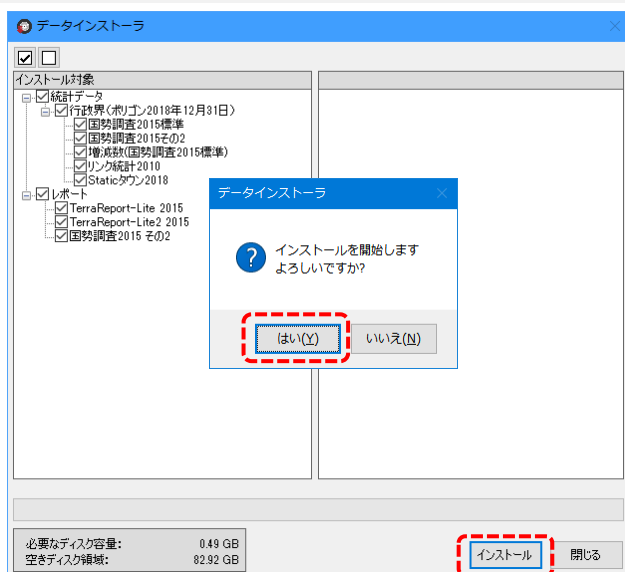 データインストーラ
インストール対象
統計データ
行政界(ポリゴン2018年12月31日)
国勢調査2015標準
国勢調査2015その2
増減数(国勢調査2015標準)
リンク統計2010
Staticタウン2018
レポート
TerraReport-Lite 2015
TerraReport-Lite2 2015
国勢調査2015 その2
データインストーラ
インストールを開始します
よろしいですか?
はい(Y) いいえ(N)
必要なディスク容量: 0.49 GB
空きディスク領域: 82.92 GB
インストール 閉じる